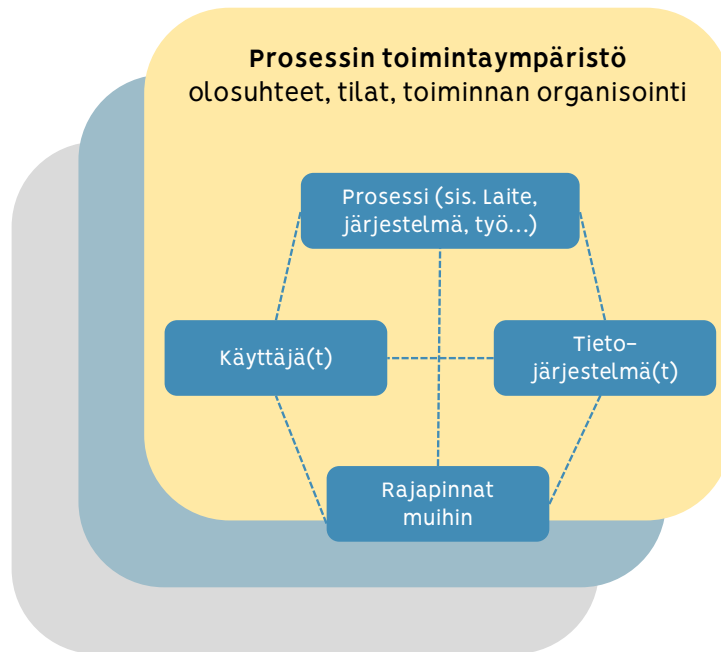 Prosessin toimintaympäristö
olosuhteet, tilat, toiminnan organisointi
Prosessi (sis. Laite,
järjestelmä, työ...)
Käyttäjä(t)
Tieto-
järjestelmä(t)
Rajapinnat
muihin